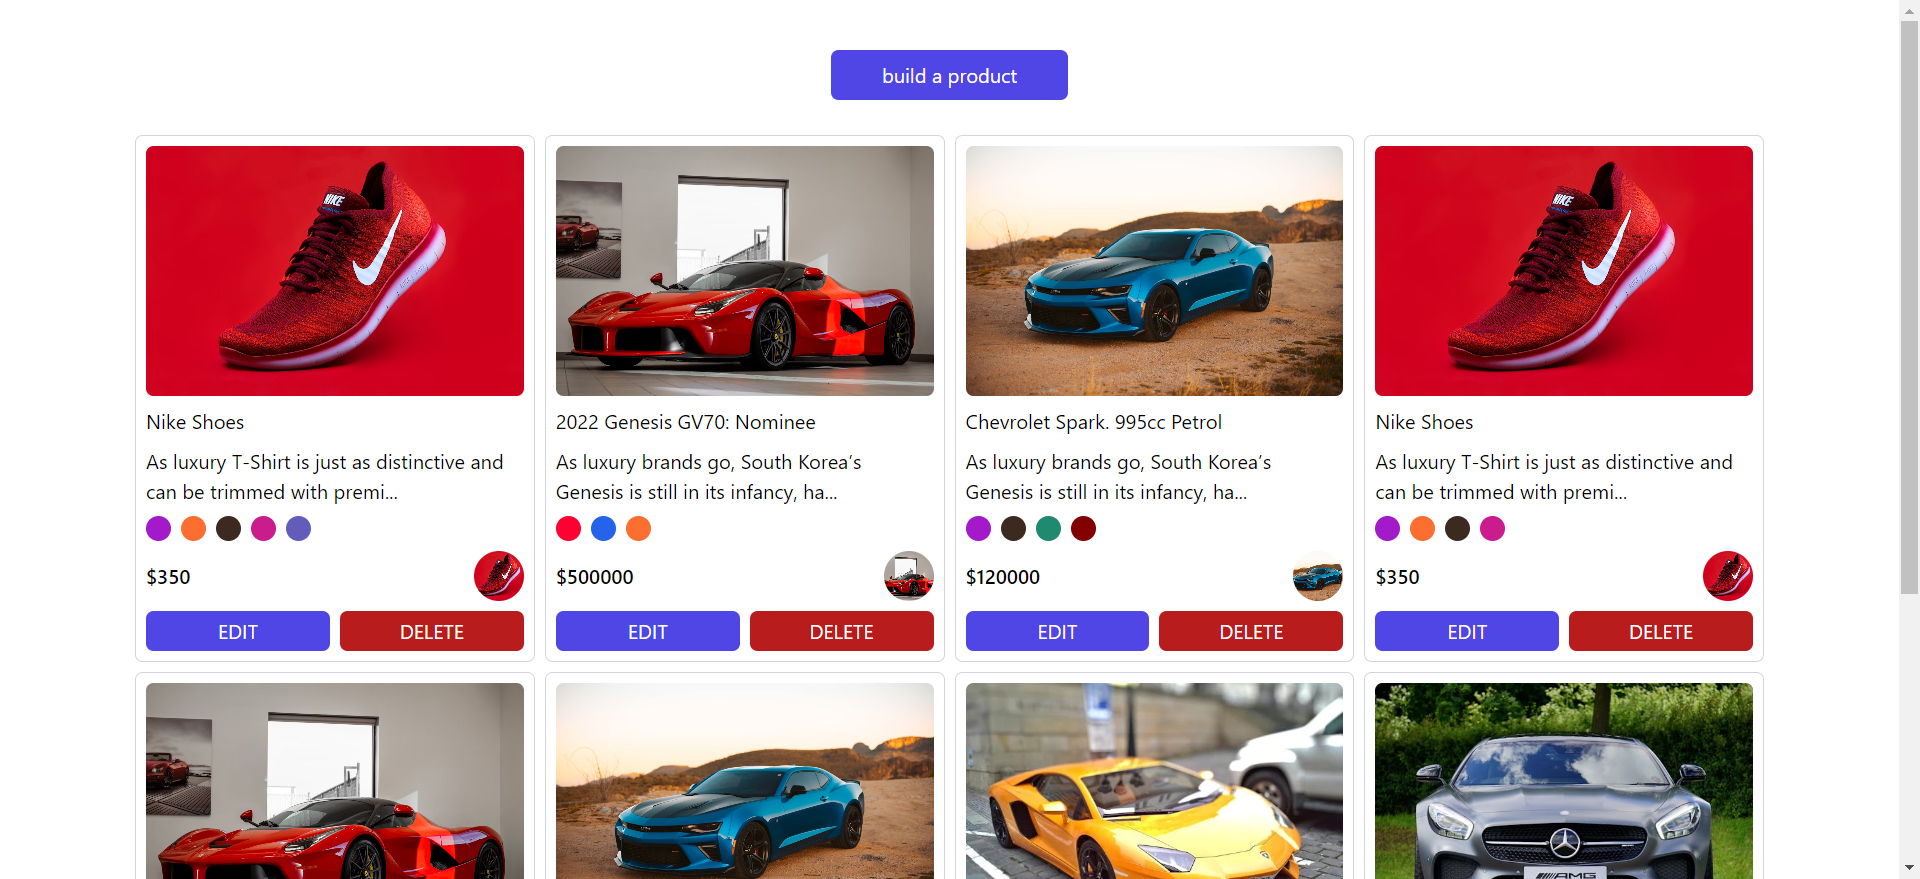 build a product
NIKE
NIKE
Nike Shoes
2022 Genesis GV70: Nominee
Chevrolet Spark. 995cc Petrol
Nike Shoes
As luxury T-Shirt is just as distinctive and
can be trimmed with premi...
As luxury brands go, South Korea’s
Genesis is still in its infancy, ha...
As luxury brands go, South Korea’s
Genesis is still in its infancy, ha...
As luxury T-Shirt is just as distinctive and
can be trimmed with premi...
$350
$500000
$120000
$350
EDIT
DELETE
EDIT
DELETE
EDIT
DELETE
EDIT
DELETE
AMG